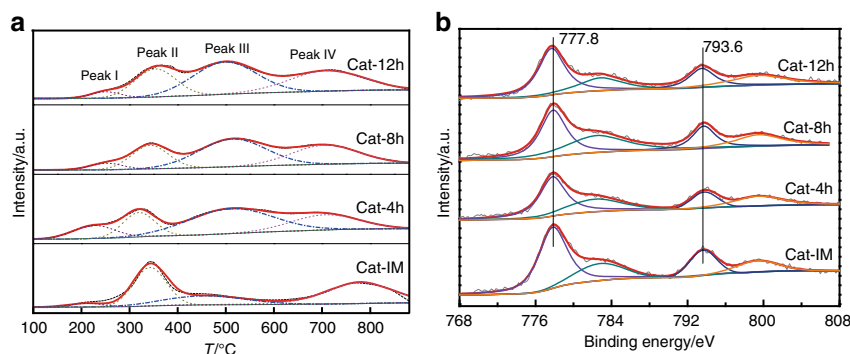 a
Peak I
Peak II
Peak III
Peak IV
Cat-12h
Cat-8h
Cat-4h
Cat-IM
Intensity/a.u.
100 200 300 400 500 600 700 800
T/°C
b
777.8
793.6
Cat-12h
Cat-8h
Cat-4h
Cat-IM
Intensity/a.u.
768 776 784 792 800 808
Binding energy/eV